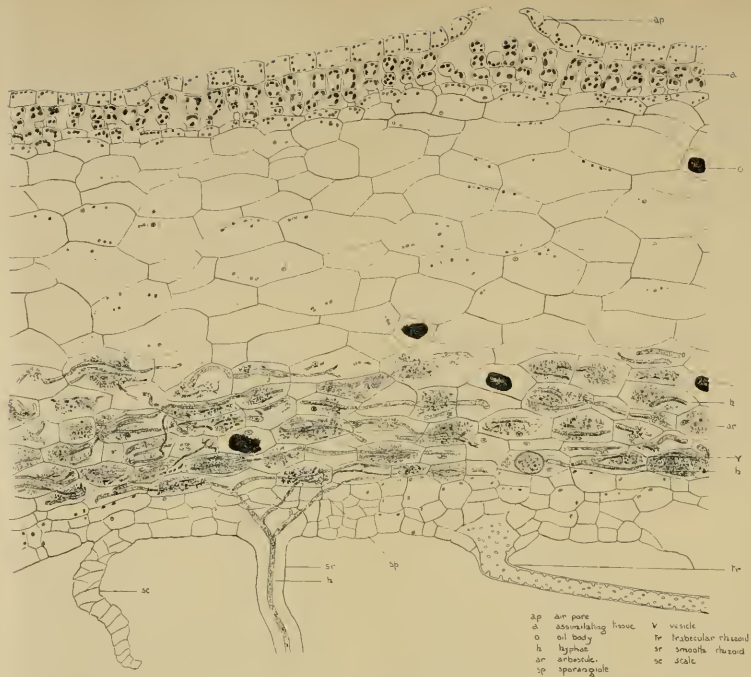 ap
a
o
h
ar
v
h
tr
sr
h
sp
sc
ap air pore
a assimilating tissue
o oil body
h hyphae
ar arbuscule.
sp sporangiole
v vesicle
tr trabecular rhizoid
sr smooth rhizoid
sc scale